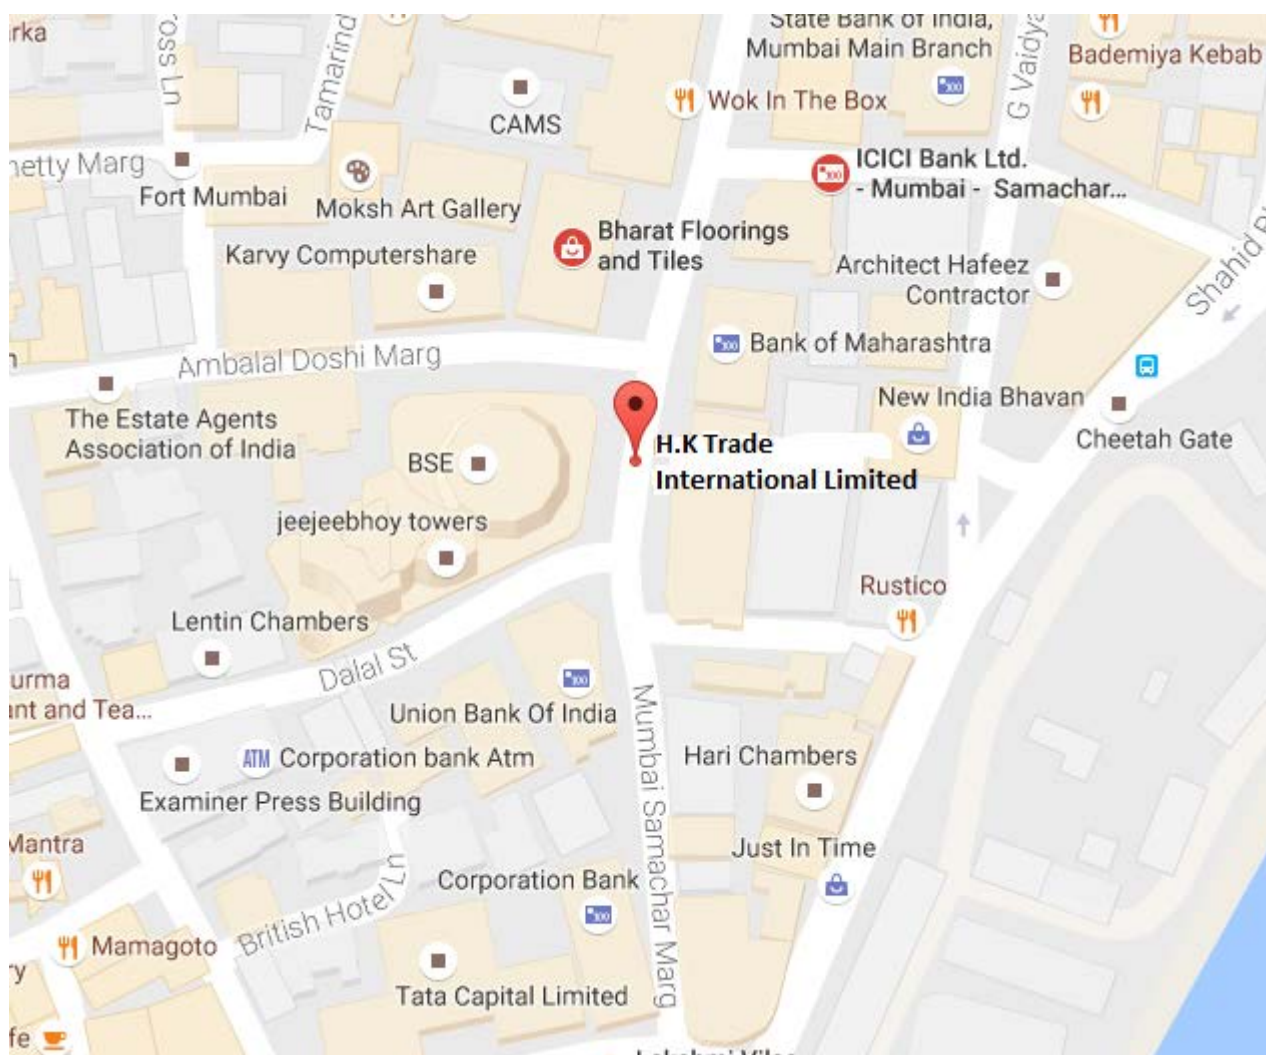 State Bank of India,
Mumbai Main Branch
Bademiya Kebab
Wok In The Box
Tamarind
CAMS
ICICI Bank Ltd.
- Mumbai - Samachar...
Fort Mumbai
Moksh Art Gallery
Bharat Floorings
and Tiles
Karvy Computershare
Architect Hafeez
Contractor
Shahid
Bank of Maharashtra
Ambalal Doshi Marg
New India Bhavan
The Estate Agents
Association of India
Cheetah Gate
BSE
H.K Trade
International Limited
jeejeebhoy towers
Rustico
Lentin Chambers
Dalal St
Union Bank Of India
Mumbai Samachar Marg
Hari Chambers
ATM Corporation bank Atm
Examiner Press Building
Mantra
Just In Time
Corporation Bank
British Hotel Ln
Mamagoto
Tata Capital Limited